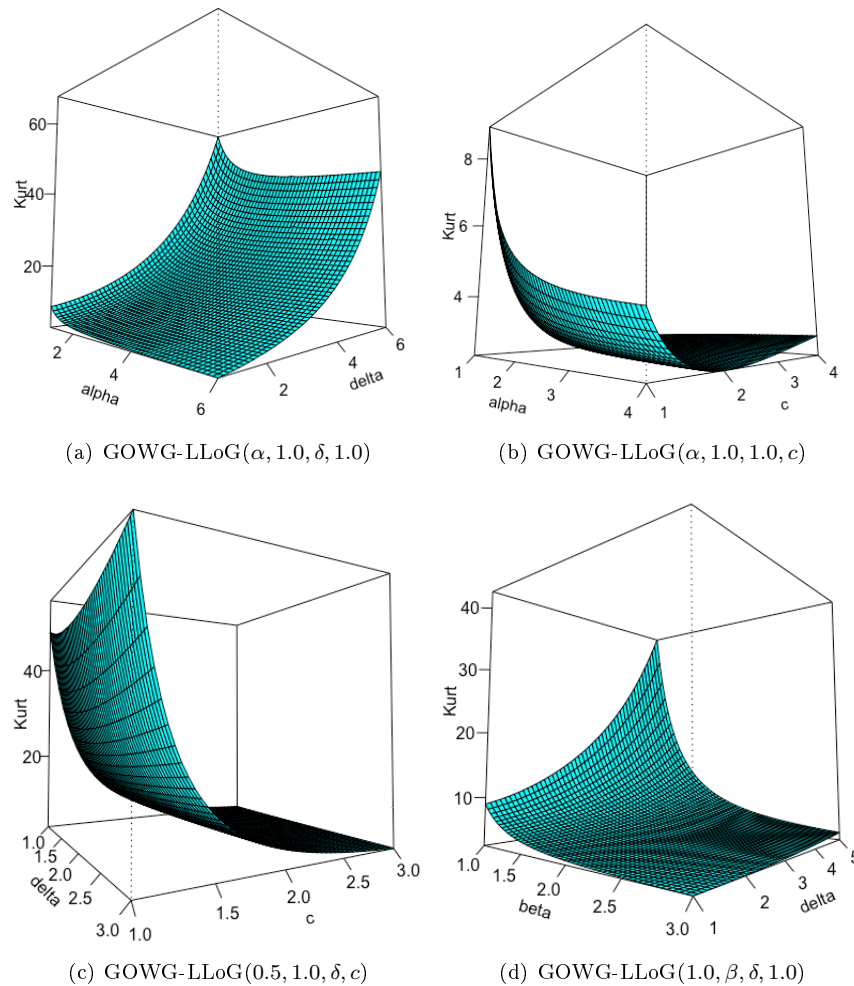 60
40
20
Kurt
2
4
6
alpha
2
4
6
delta
(a) GOWG-LLoG(α, 1.0, δ, 1.0)
8
6
4
Kurt
1
2
3
4
alpha
1
2
3
4
c
(b) GOWG-LLoG(α, 1.0, 1.0, c)
40
20
Kurt
1.0
1.5
2.0
2.5
3.0
delta
1.0
1.5
2.0
2.5
3.0
c
(c) GOWG-LLoG(0.5, 1.0, δ, c)
40
30
20
10
Kurt
1.0
1.5
2.0
2.5
3.0
beta
1
2
3
4
5
delta
(d) GOWG-LLoG(1.0, β, δ, 1.0)